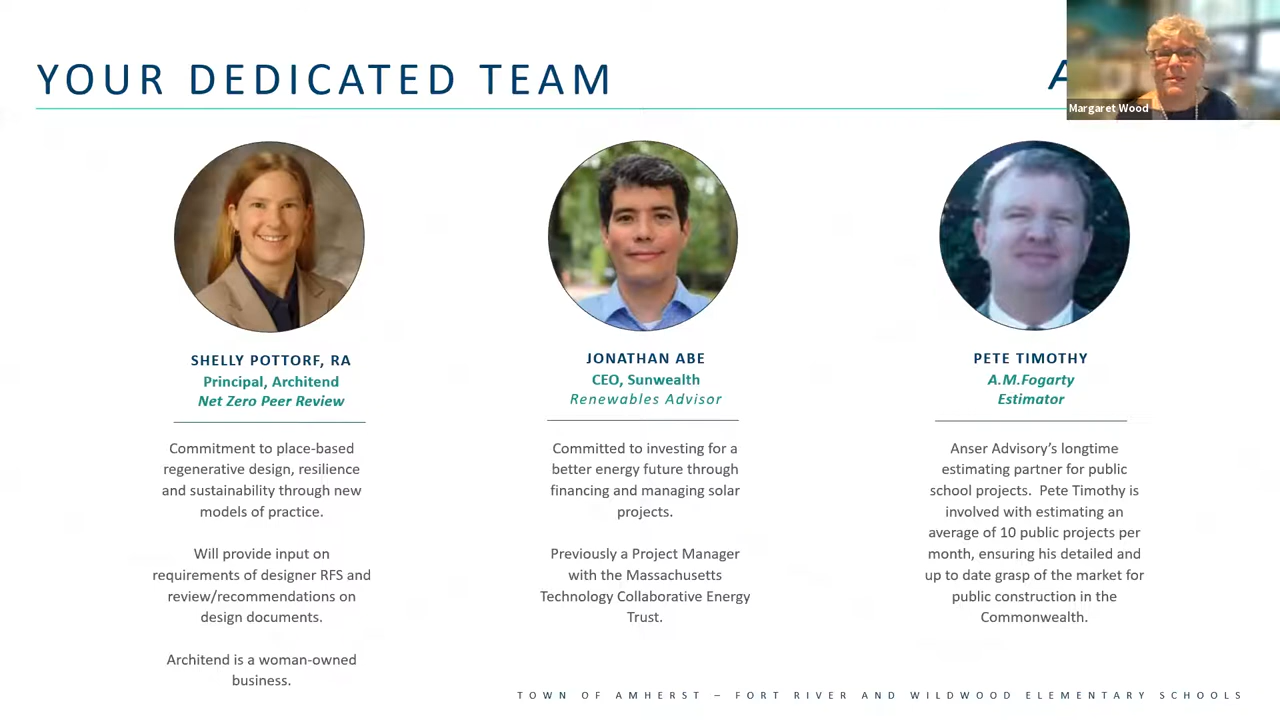 YOUR DEDICATED TEAM
A
Margaret Wood
SHELLY POTTORF, RA
Principal, Architend
Net Zero Peer Review
Commitment to place-based
regenerative design, resilience
and sustainability through new
models of practice.
Will provide input on
requirements of designer RFS and
review/recommendations on
design documents.
Architend is a woman-owned
business.
JONATHAN ABE
CEO, Sunwealth
Renewables Advisor
Committed to investing for a
better energy future through
financing and managing solar
projects.
Previously a Project Manager
with the Massachusetts
Technology Collaborative Energy
Trust.
PETE TIMOTHY
A.M.Fogarty
Estimator
Anser Advisory's longtime
estimating partner for public
school projects.  Pete Timothy is
involved with estimating an
average of 10 public projects per
month, ensuring his detailed and
up to date grasp of the market for
public construction in the
Commonwealth.
TOWN OF AMHERST – FORT RIVER AND WILDWOOD ELEMENTARY SCHOOLS